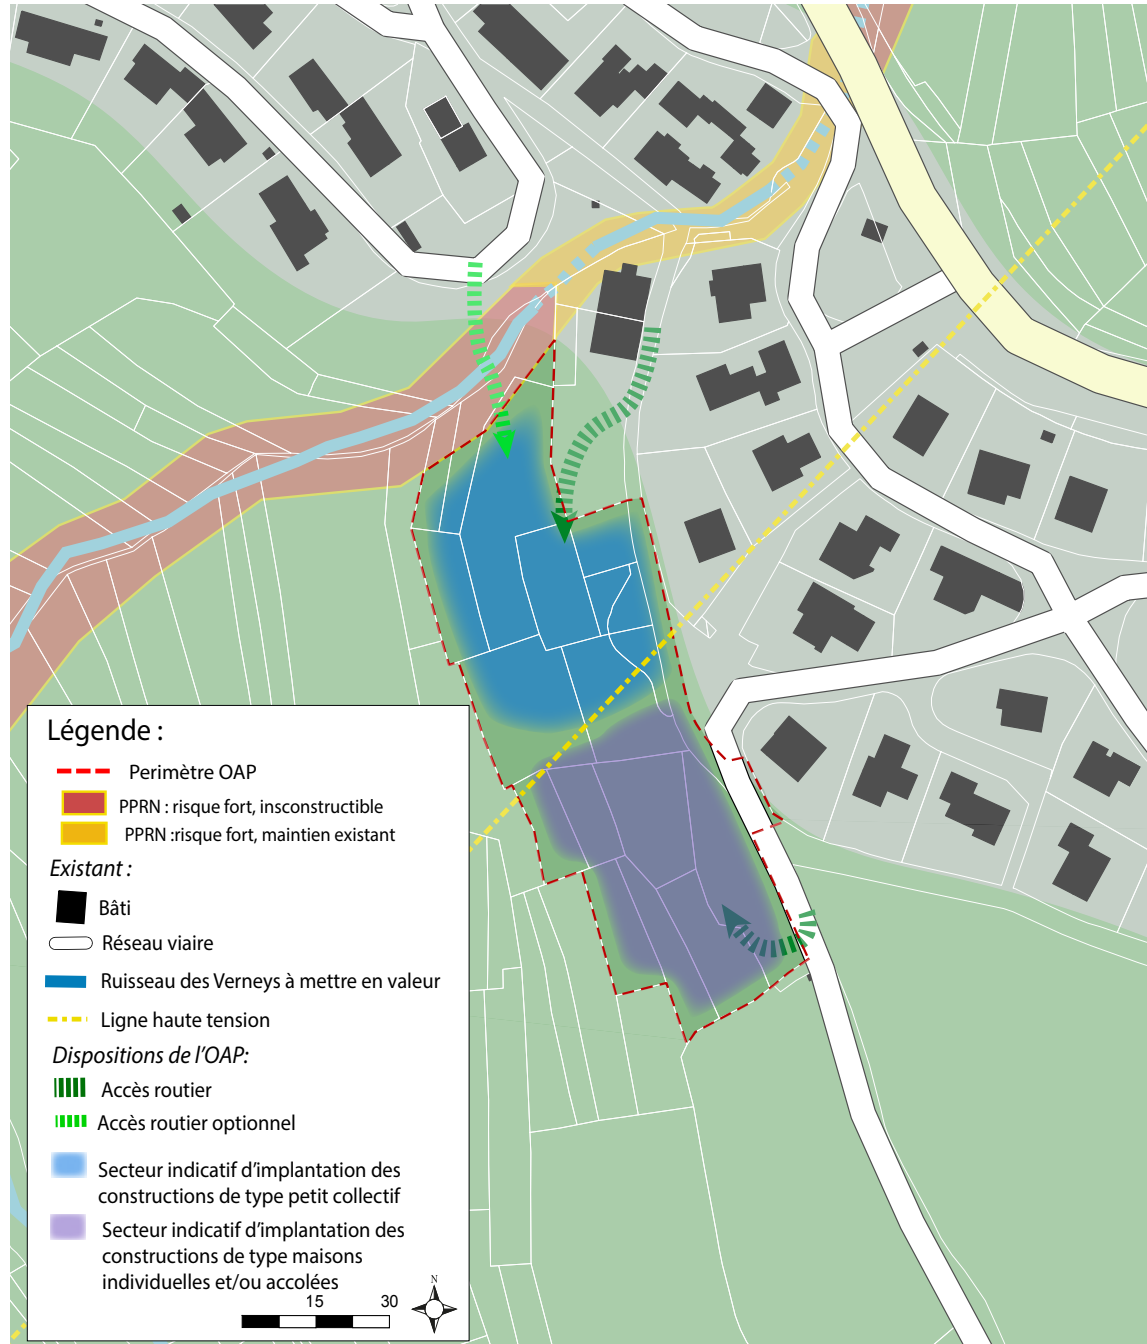 Légende :
Perimètre OAP
PPRN : risque fort, insconstructible
PPRN :risque fort, maintien existant
Existant :
Bâti
Réseau viaire
Ruisseau des Verneys à mettre en valeur
Ligne haute tension
Dispositions de l'OAP:
Accès routier
Accès routier optionnel
Secteur indicatif d'implantation des
constructions de type petit collectif
Secteur indicatif d'implantation des
constructions de type maisons
individuelles et/ou accolées
15 30
N